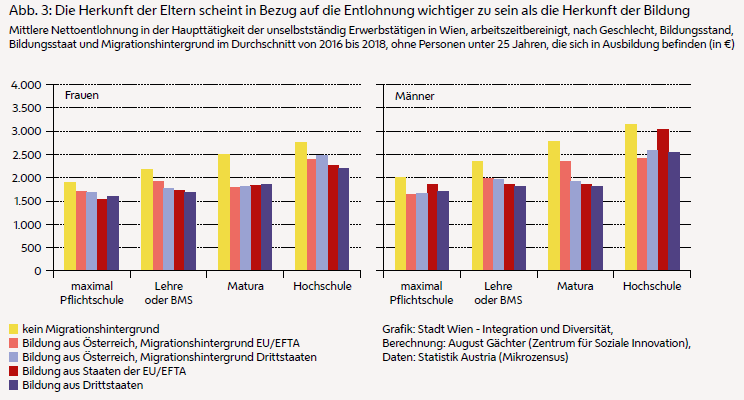 Abb. 3: Die Herkunft der Eltern scheint in Bezug auf die Entlohnung wichtiger zu sein als die Herkunft der Bildung
Mittlere Nettoentlohnung in der Haupttätigkeit der unselbstständig Erwerbstätigen in Wien, arbeitszeitbereinigt, nach Geschlecht, Bildungsstand,
Bildungsstaat und Migrationshintergrund im Durchschnitt von 2016 bis 2018, ohne Personen unter 25 Jahren, die sich in Ausbildung befinden (in €)
Frauen
Männer
4.000
3.500
3.000
2.500
2.000
1.500
1.000
500
0
maximal
Pflichtschule
Lehre
oder BMS
Matura
Hochschule
maximal
Pflichtschule
Lehre
oder BMS
Matura
Hochschule
kein Migrationshintergrund
Bildung aus Österreich, Migrationshintergrund EU/EFTA
Bildung aus Österreich, Migrationshintergrund Drittstaaten
Bildung aus Staaten der EU/EFTA
Bildung aus Drittstaaten
Grafik: Stadt Wien - Integration und Diversität,
Berechnung: August Gächter (Zentrum für Soziale Innovation),
Daten: Statistik Austria (Mikrozensus)